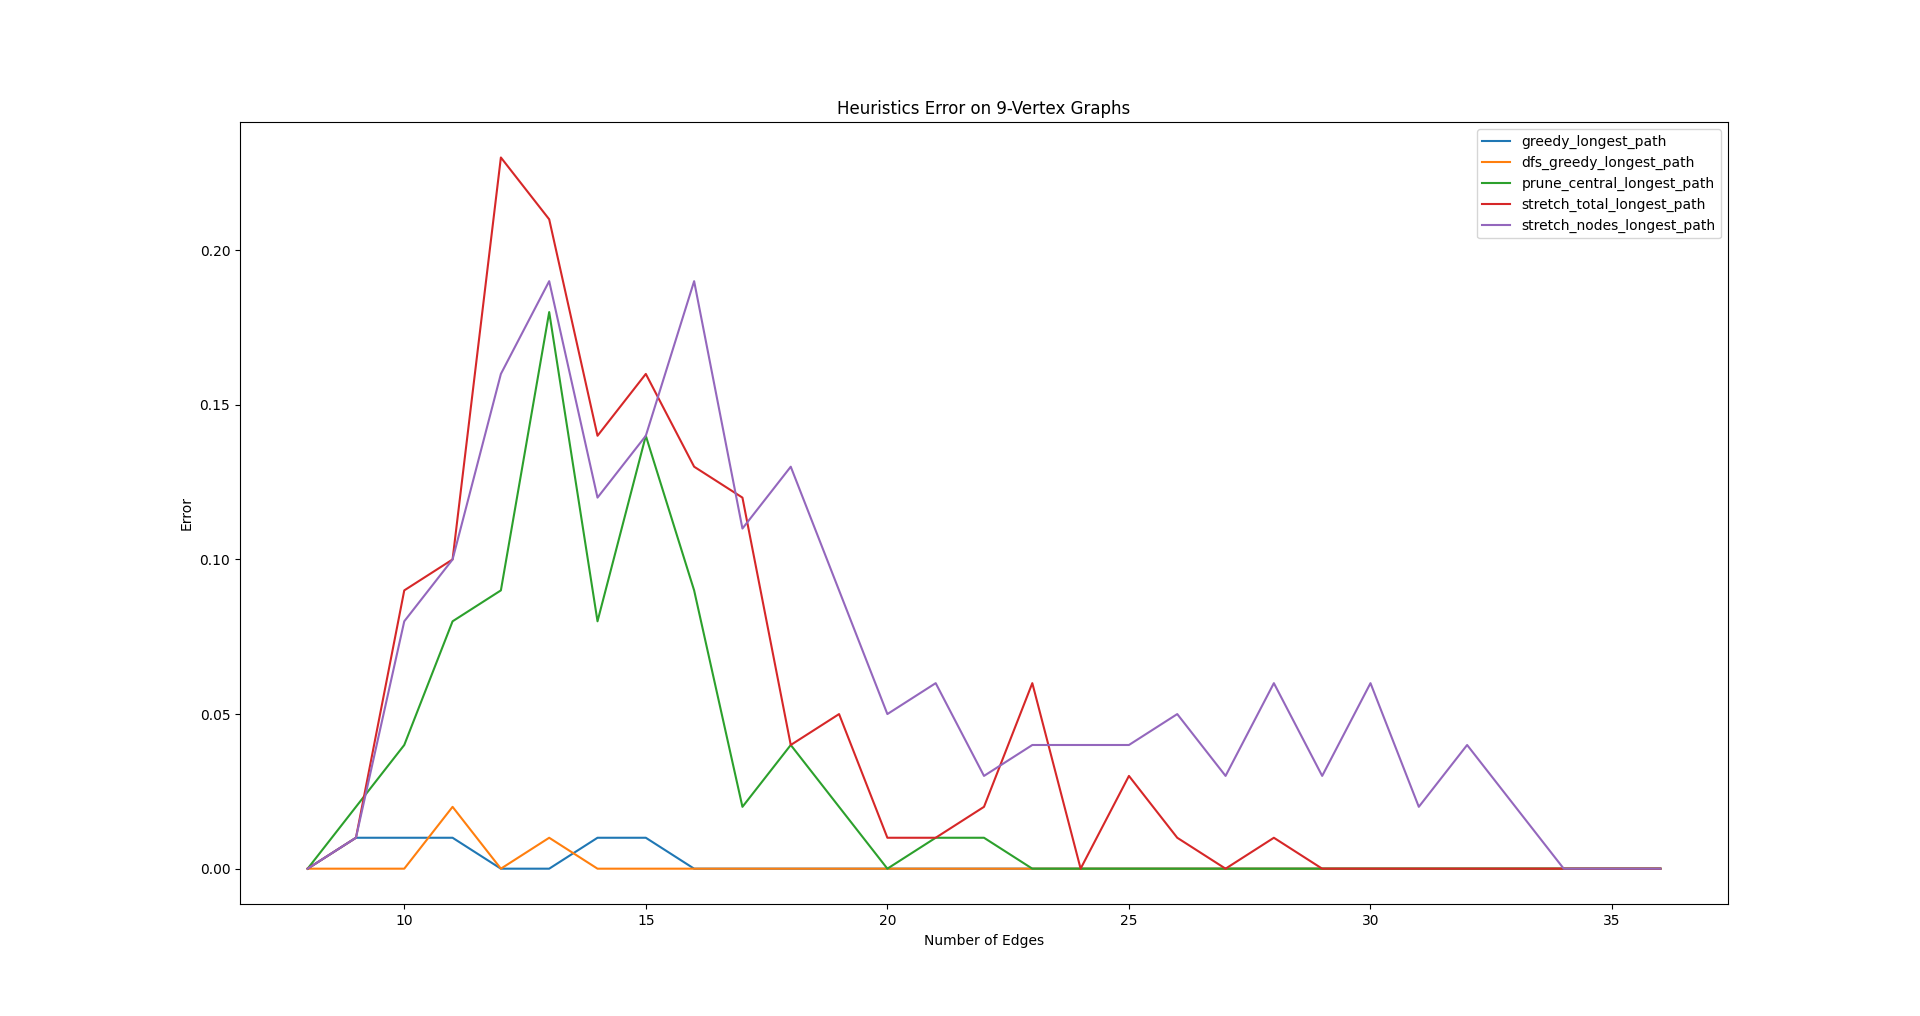 Heuristics Error on 9-Vertex Graphs
greedy_longest_path
dfs_greedy_longest_path
prune_central_longest_path
stretch_total_longest_path
stretch_nodes_longest_path
0.20
0.15
0.10
0.05
0.00
Error
10 15 20 25 30 35
Number of Edges